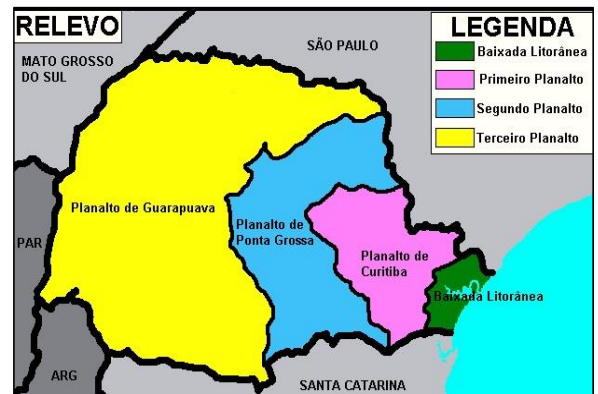 RELEVO
LEGENDA
Baixada Litorânea
Primeiro Planalto
Segundo Planalto
Terceiro Planalto
SÃO PAULO
MATO GROSSO
DO SUL
Planalto de Guarapuava
Planalto de
Ponta Grossa
Planalto de
Curitiba
PAR
Baixada Litorânea
ARG
SANTA CATARINA